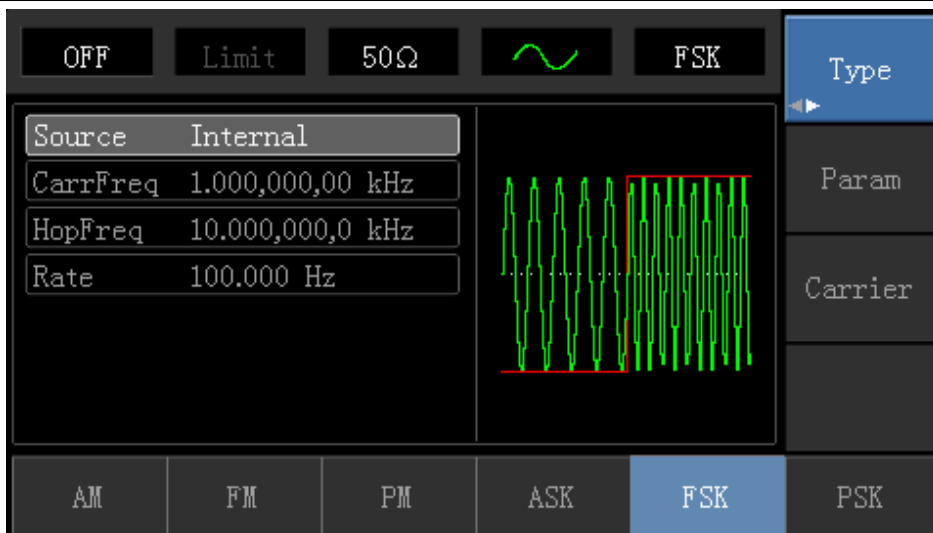 OFF Limit 50Ω FSK
Type
Source Internal
CarrFreq 1.000,000,00 kHz
HopFreq 10.000,000,0 kHz
Rate 100.000 Hz
Param
Carrier
AM FM PM ASK FSK PSK